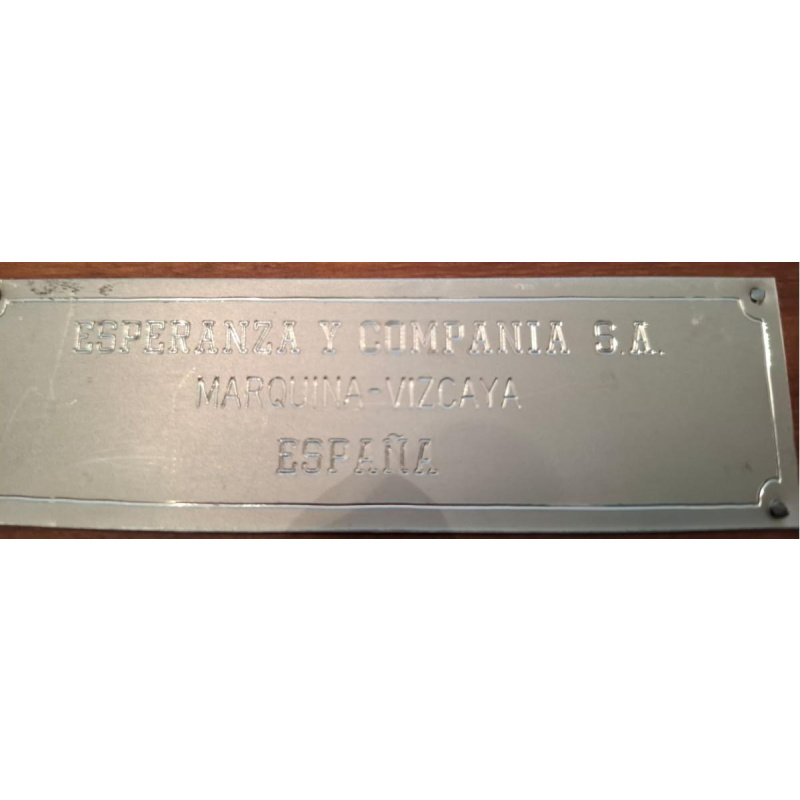 ESPERANZA Y COMPANIA S.A.
MARQUINA-VIZCAYA
ESPAÑA